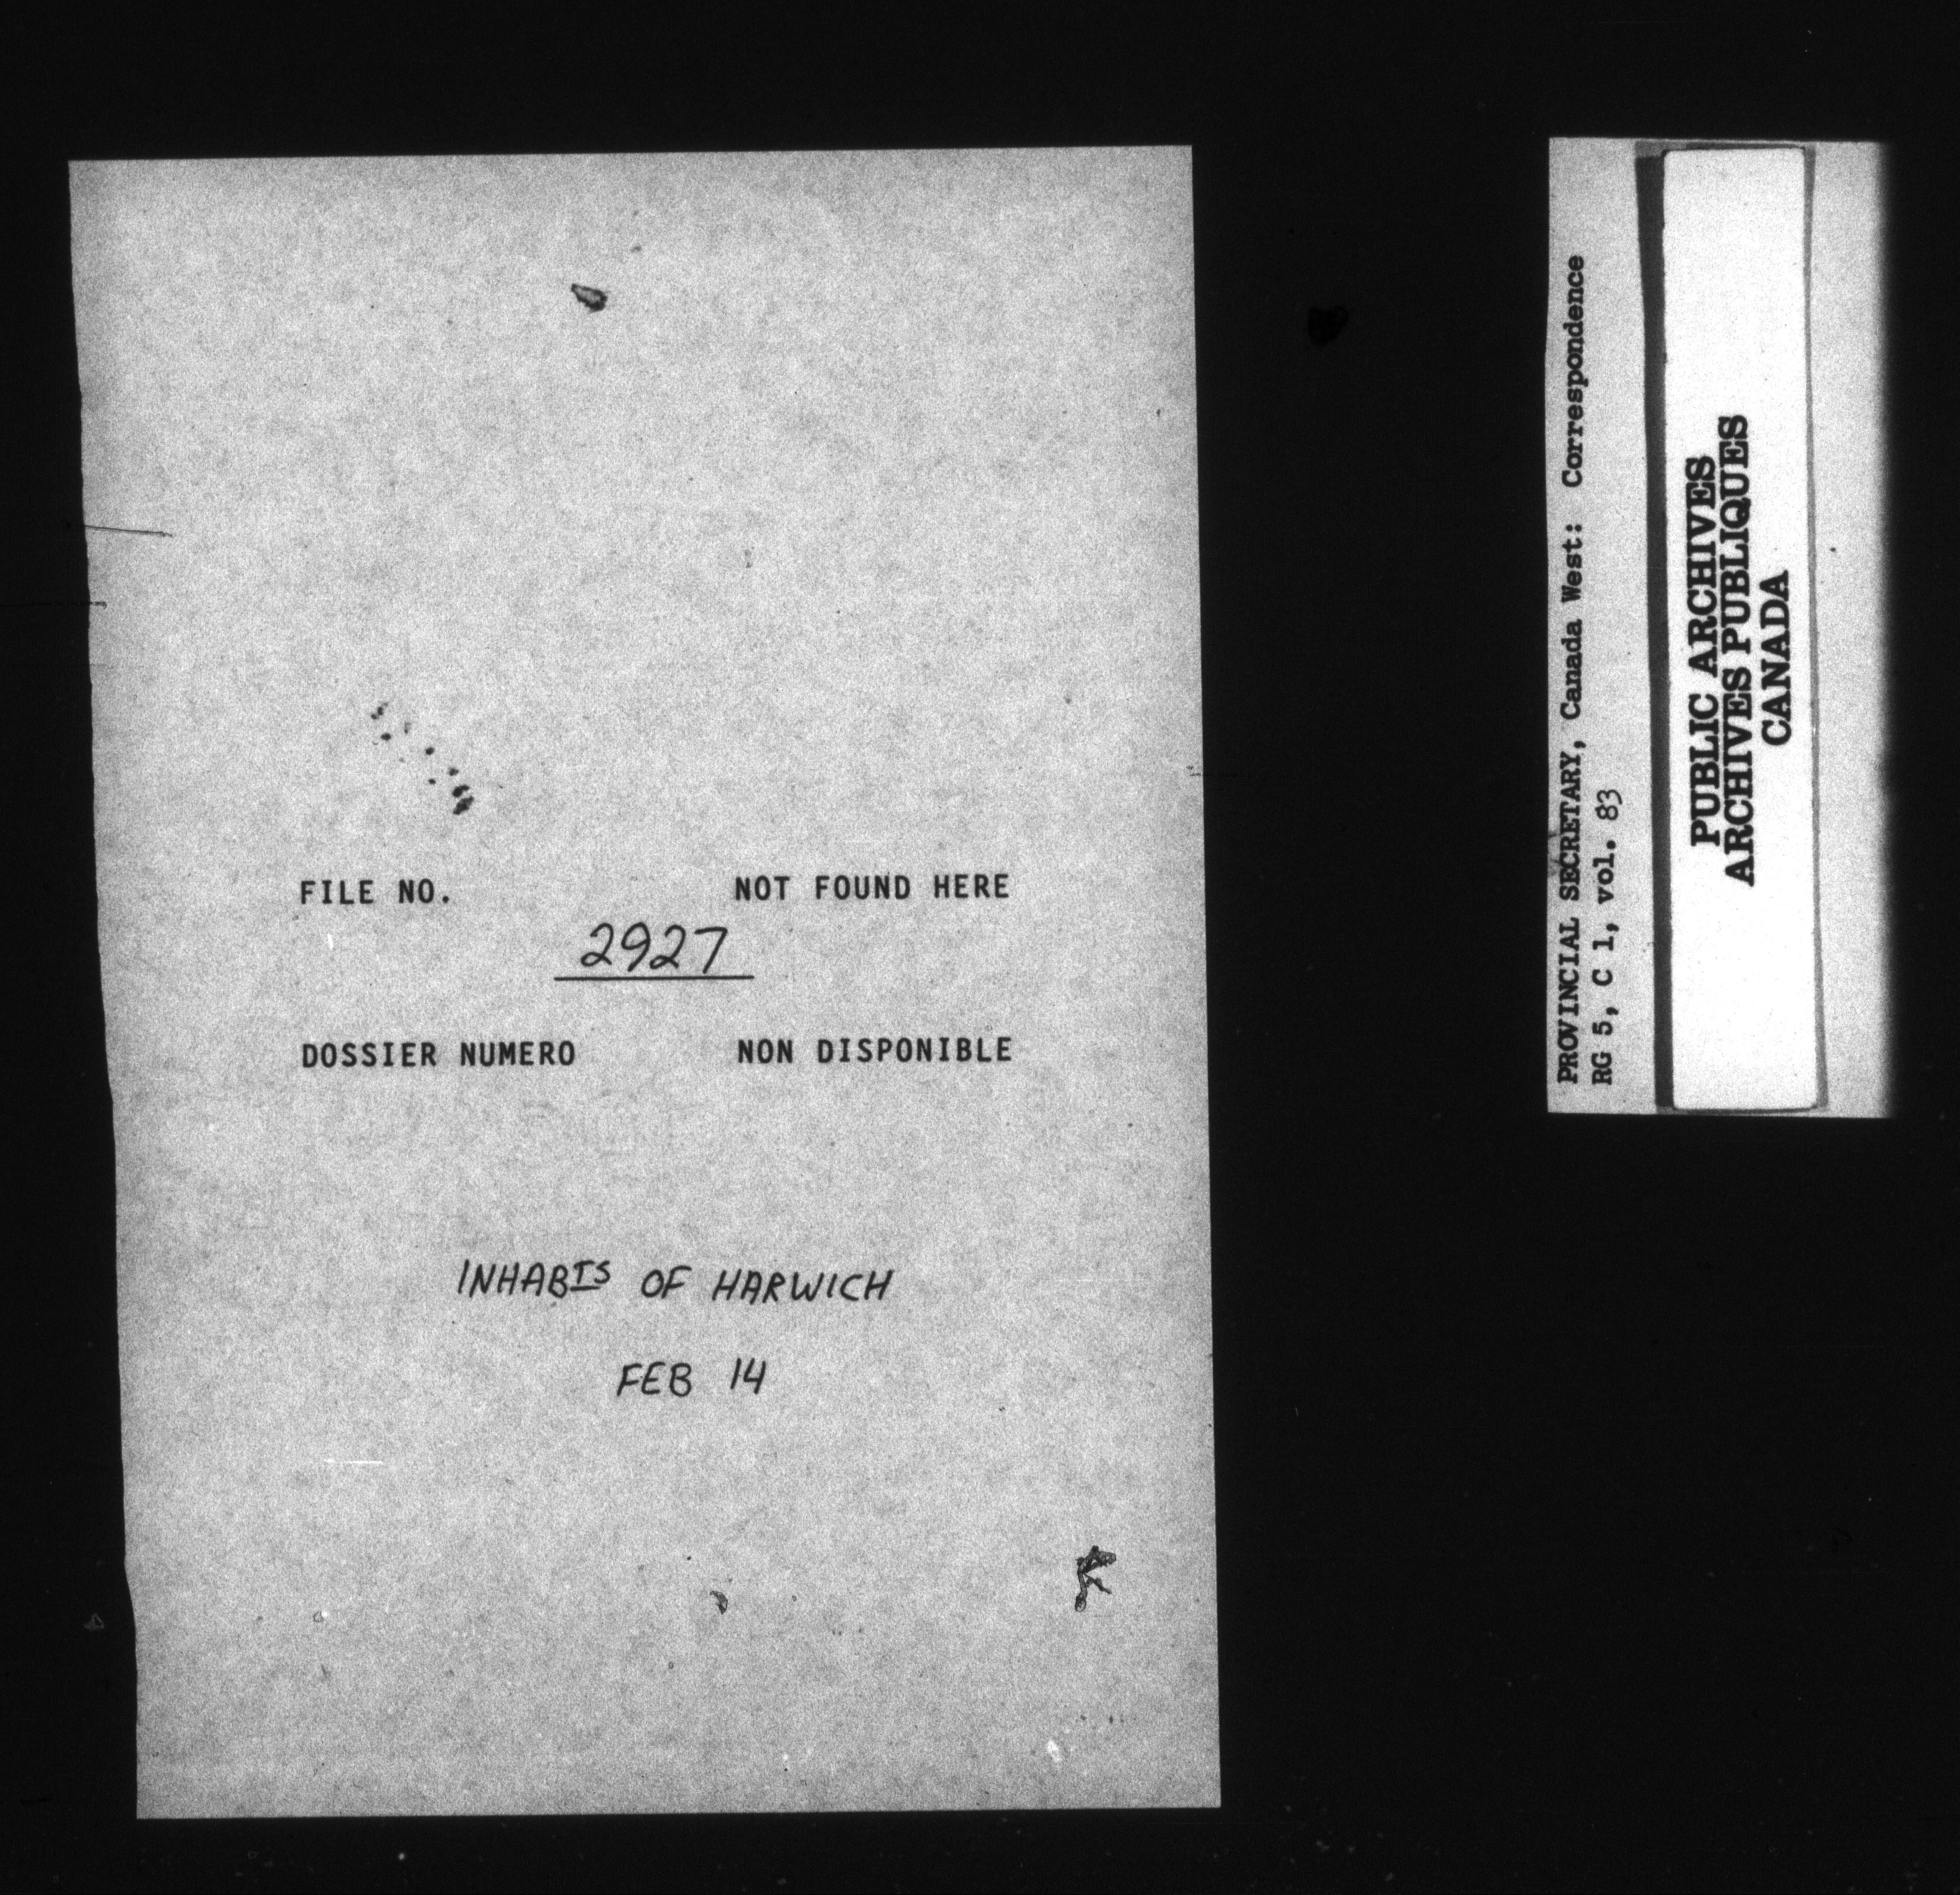 FILE NO. NOT FOUND HERE
2927
DOSSIER NUMERO NON DISPONIBLE
INHABTS OF HARWICH
FEB 14
PROVINCIAL SECRETARY, Canada West: Correspondence
RG 5, C 1, vol. 83
PUBLIC ARCHIVES
ARCHIVES PUBLIQUES
CANADA